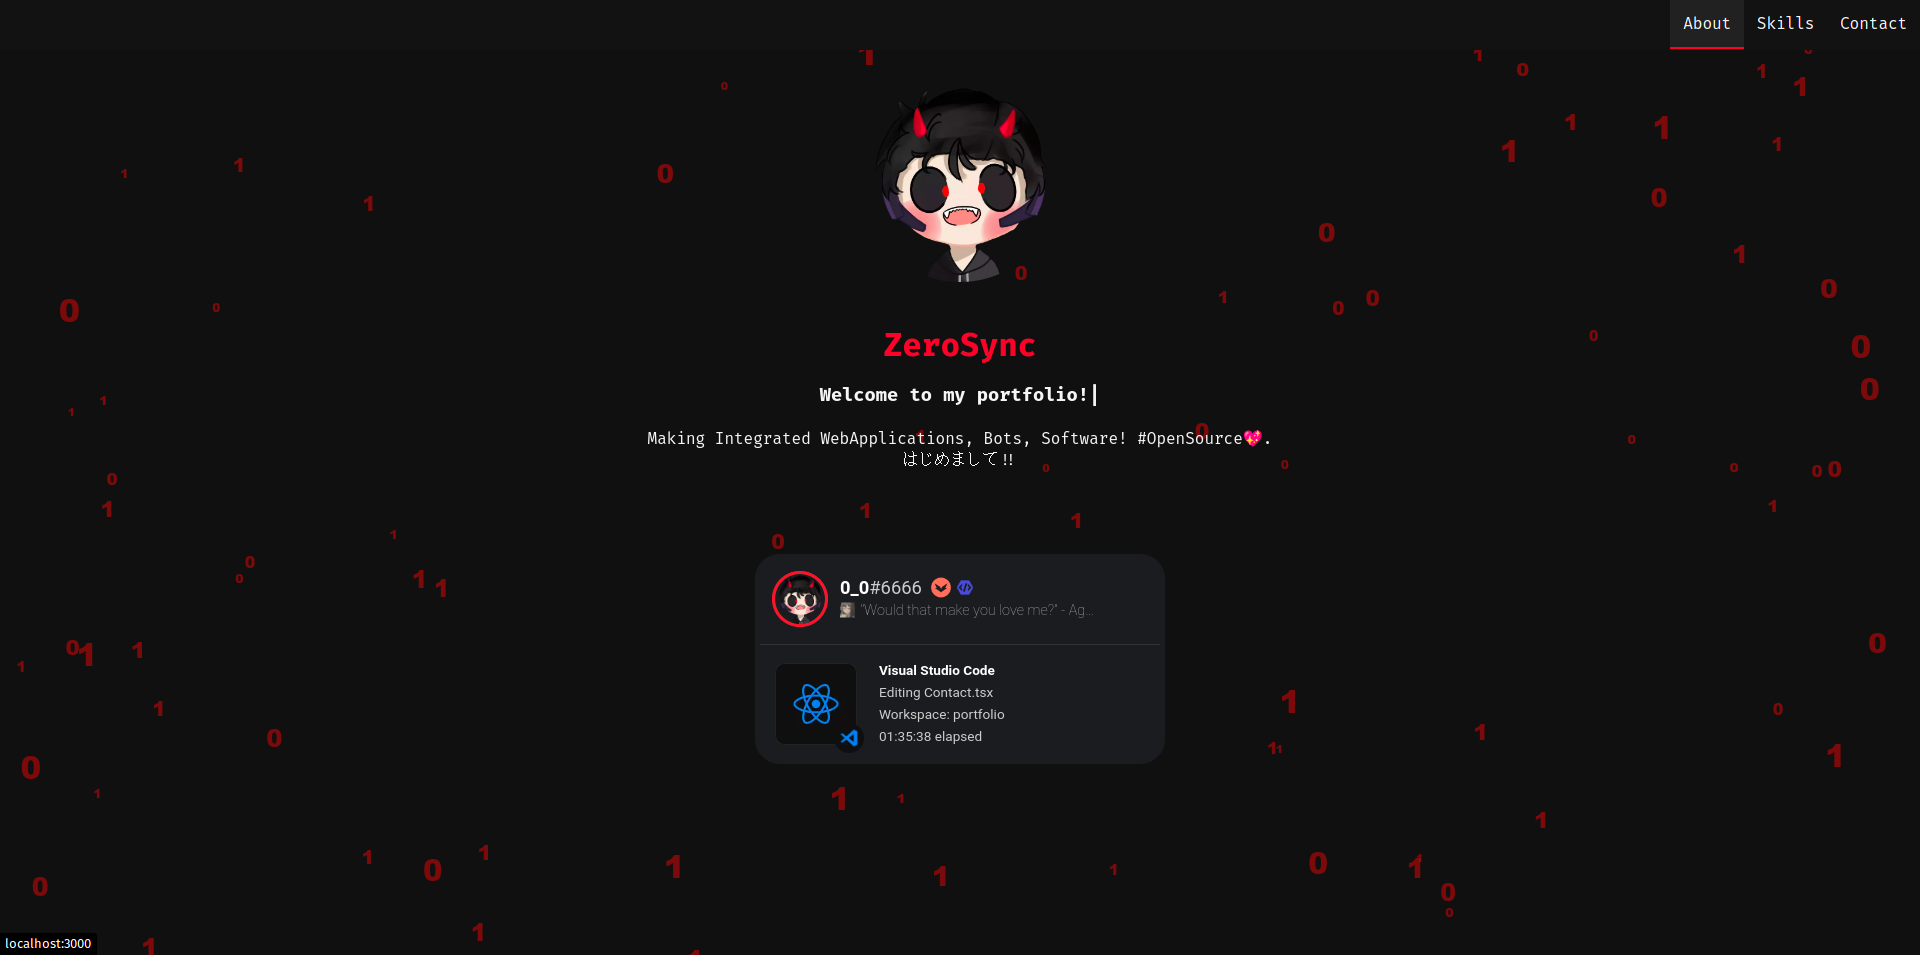 About Skills Contact
ZeroSync
Welcome to my portfolio!|
Making Integrated WebApplications, Bots, Software! #OpenSource💖.
はじめまして!!
0_0#6666
"Would that make you love me?" - Ag...
Visual Studio Code
Editing Contact.tsx
Workspace: portfolio
01:35:38 elapsed
localhost:3000